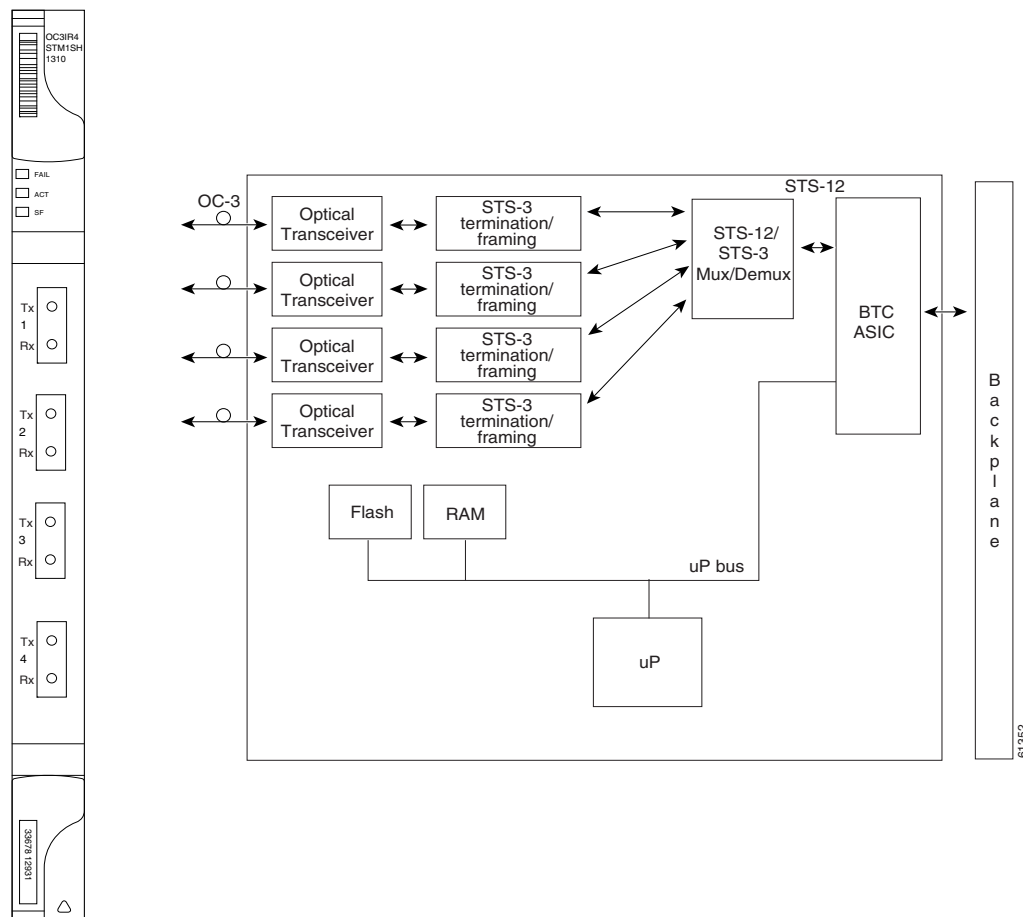 OC3IR4
STM1SH
1310
FAIL
ACT
SF
Tx
1
Rx
Tx
2
Rx
Tx
3
Rx
Tx
4
Rx
33678 12931
OC-3
Optical
Transceiver
STS-3
termination/
framing
Optical
Transceiver
STS-3
termination/
framing
Optical
Transceiver
STS-3
termination/
framing
Optical
Transceiver
STS-3
termination/
framing
STS-12/
STS-3
Mux/Demux
STS-12
BTC
ASIC
Flash
RAM
uP bus
uP
Backplane
61352